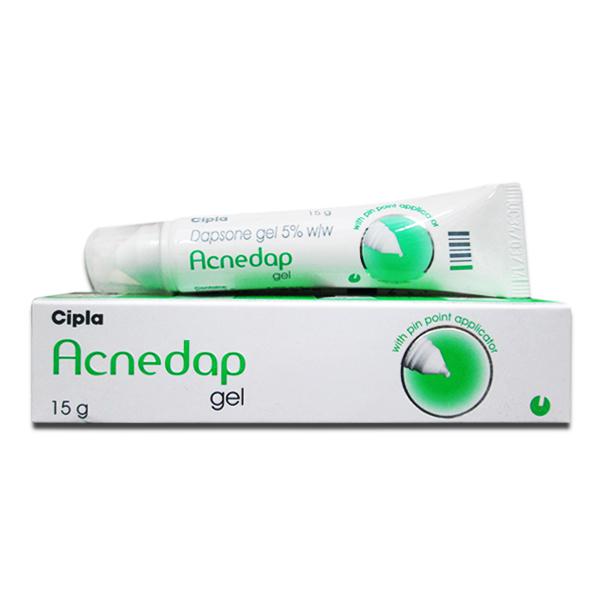 Cipla 15 g
Dapsone gel 5% w/w
Acnedap
gel
with pin point applicator
Cipla
Acnedap
gel
15 g
with pin point applicator